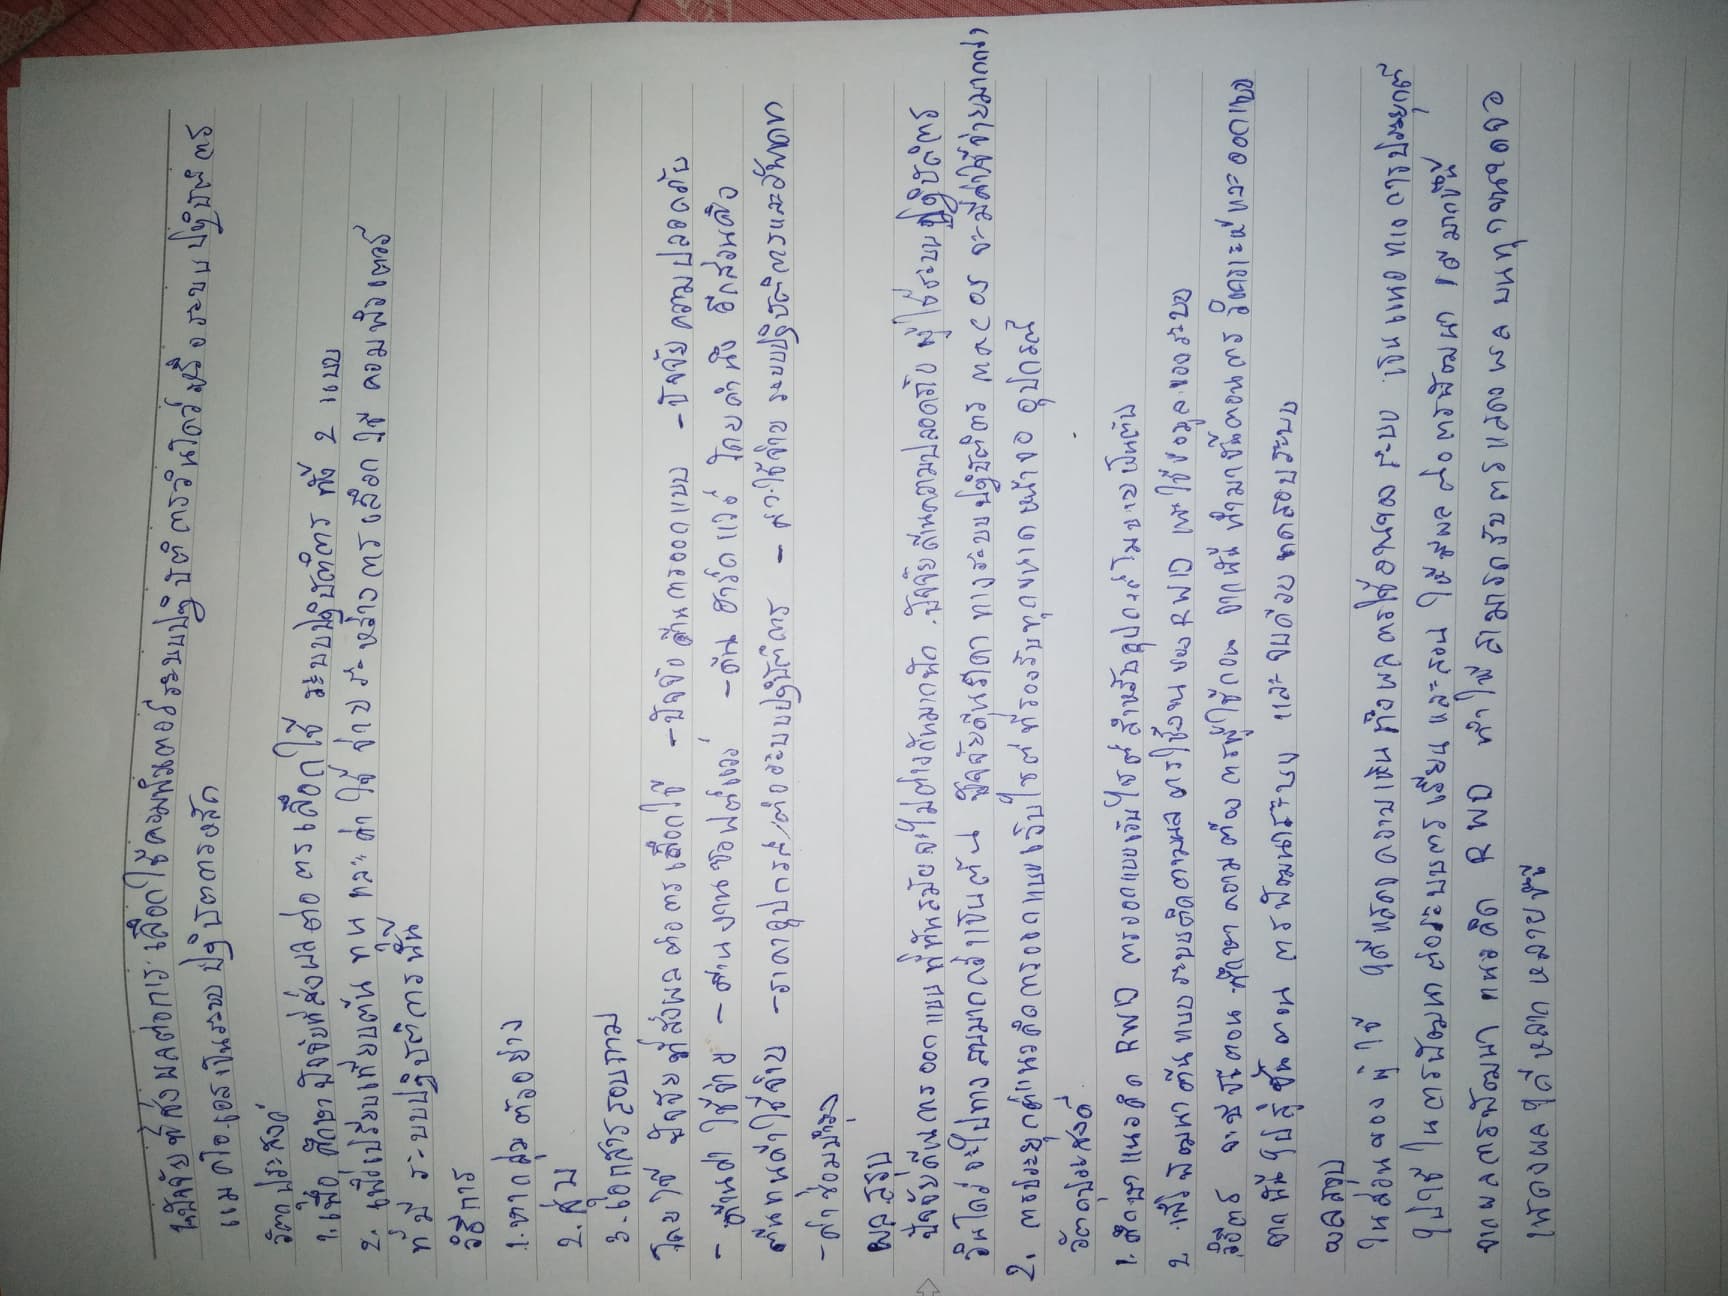 1.ปัจจัยที่ส่งผลต่อการเลือกใช้คอมพิวเตอร์ระบบปฏิบัติการวินโดว์หรือระบบปฏิบัติการ
แมคโอเอสเป็นระบบปฏิบัติการหลัก
วัตถุประสงค์
1.เพื่อศึกษาปัจจัยที่ส่งผลต่อการเลือกใช้ ระบบปฏิบัติการ ทั้ง 2 แบบ
2. เพื่อเปรียบเทียบต้นทุนและค่าใช้จ่ายระหว่างการเลือกใช้คอมพิวเตอร์
ที่มีระบบปฏิบัติการนี้
วิธีการ
1.หากลุ่มตัวอย่าง
2.สุ่ม
3.เอกสารสอบถาม
โดยใช้ ปัจจัยที่ส่งผลต่อการเลือกใช้ -ปัจจัยด้านการออกแบบ -ปัจจัยความปลอดภัย
-ด้านค่าใช้จ่าย -ด้านงานซอฟต์แวร์ -ด้านฮาร์ดแวร์ โดยคำนึง อีกส่วนคือ
ต้นทุนค่าใช้จ่าย -ราคาอุปกรณ์ต่อระบบปฏิบัติการ -ค่าใช้จ่ายระบบปฏิบัติการและอัพเดท
-ค่าซ่อมบำรุง
ผลสรุป
ปัจจัยด้านการออกแบบที่ทันสมัยจะไม่ต่างกันมากนัก ปัจจัยด้านความปลอดภัย ผู้ใช้ระบบปฏิบัติการ
วินโดว์จะไปทางลบมากกว่าเป็นต้น ปัจจัยด้านราคา ทางระบบปฏิบัติการ macos จะมีค่าใช้จ่ายมากกว่า
2. การประยุกต์แนวคิดการออกแบบเว็บไซต์ที่รองรับทุกขนาดหน้าจออุปกรณ์
วัตถุประสงค์
1.ศึกษาแนวคิด RWD การออกแบบเว็บไซต์สำหรับอุปกรณ์โมบายเป็นต้น
2 เพื่อพัฒนาต้นแบบระบบติดตามผลการใช้งานของ RWD และใช้ข้อมูลของระบบ
วิธีการ จะมีขั้นตอน ศึกษาความต้องการผู้ใช้ก่อน จากนั้นทำมาขั้นตอนการวิเคราะห์และออกแบบ
จากนั้นไปสู่ขั้นตอน การพัฒนาระบบ และจบด้วยทดสอบระบบ
ผลสรุป
ในส่วนของผู้ใช้ ได้แสดงความเห็นถึงผลการใช้งานของระบบ เป็นแนวทางการประยุกต์
ไปใช้ในการพัฒนาต่อระบบการเรียนและสอน ให้มีผลต่อการพัฒนาได้มากขึ้น
จากผลการพัฒนา แนวคิด RWD ทำให้สามารถรับการแสดงผลบนทุกขนาดจอ
แสดงผลได้หลากหลายขึ้น